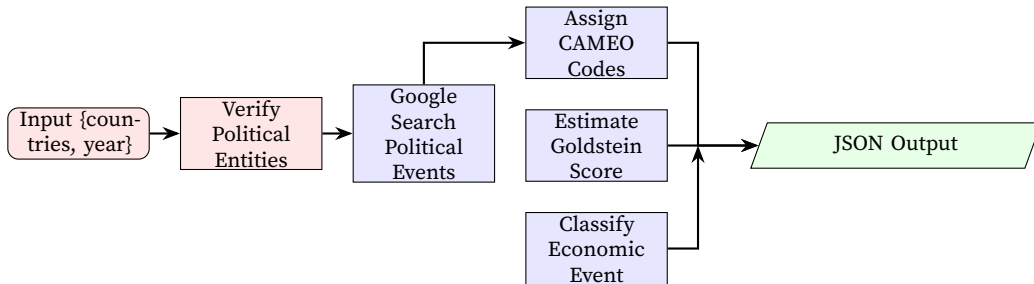 Input {coun-
tries, year}
Verify
Political
Entities
Google
Search
Political
Events
Assign
CAMEO
Codes
Estimate
Goldstein
Score
Classify
Economic
Event
JSON Output